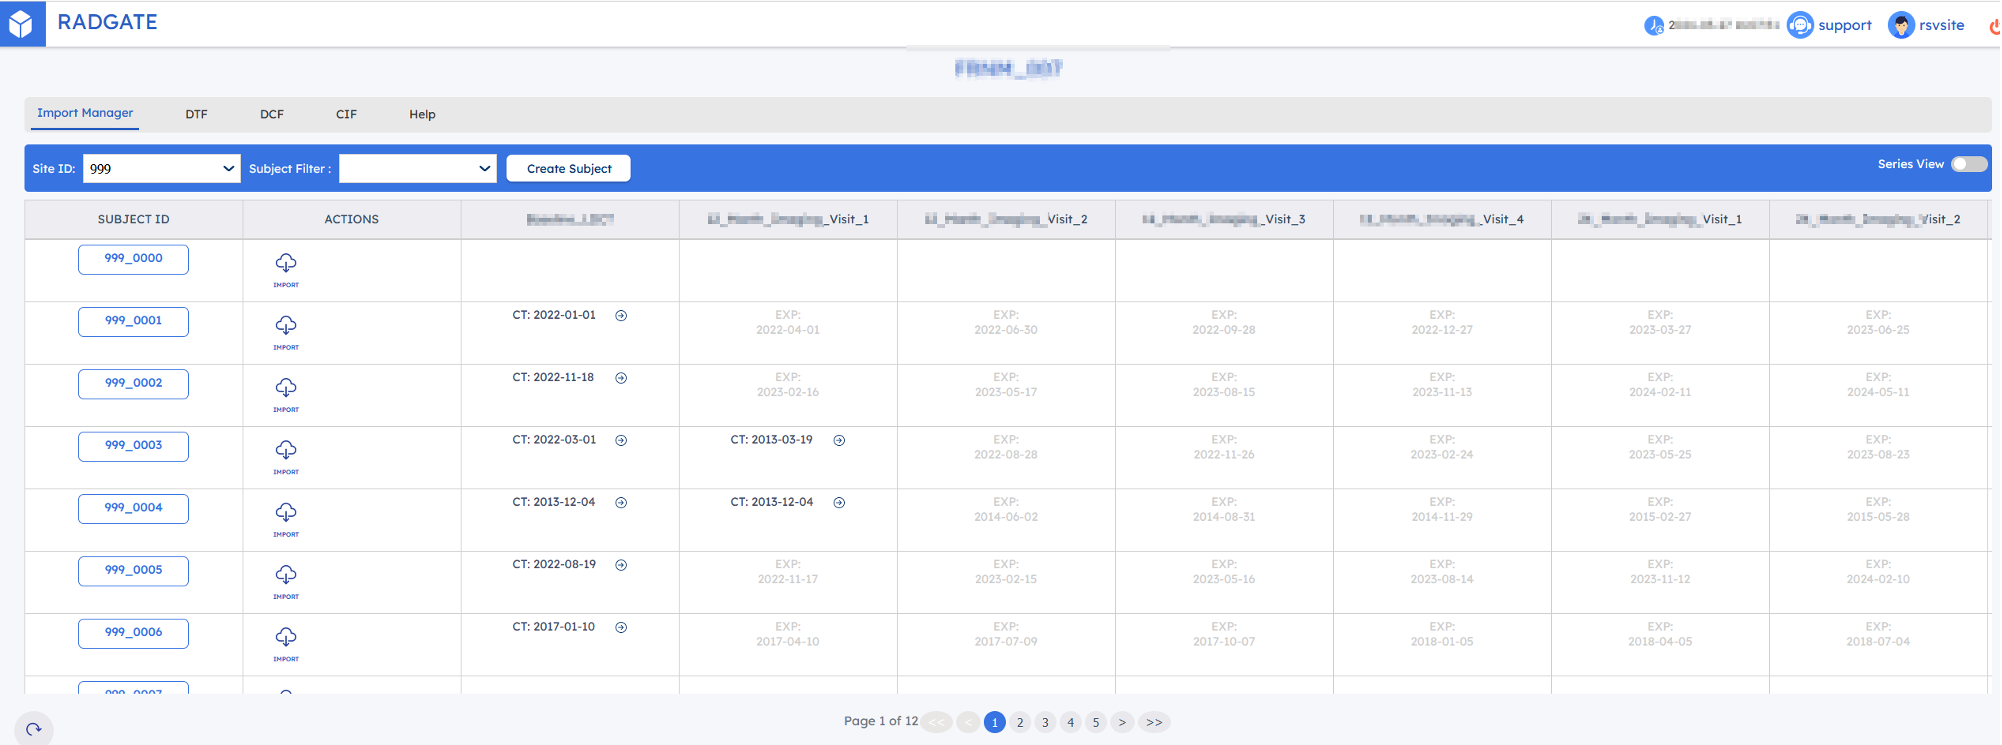 RADGATE
support
rsvsite
Import Manager DTF DCF CIF Help
Site ID: 999 Subject Filter : Create Subject Series View
SUBJECT ID ACTIONS _Visit_1 _Visit_2 _Visit_3 _Visit_4 _Visit_1 Visit_2
999_0000
IMPORT
999_0001 CT: 2022-01-01 EXP: EXP: EXP: EXP: EXP: EXP:
2022-04-01 2022-06-30 2022-09-28 2022-12-27 2023-03-27 2023-06-25
IMPORT
999_0002 CT: 2022-11-18 EXP: EXP: EXP: EXP: EXP: EXP:
2023-02-16 2023-05-17 2023-08-15 2023-11-13 2024-02-11 2024-05-11
IMPORT
999_0003 CT: 2022-03-01 CT: 2013-03-19 EXP: EXP: EXP: EXP: EXP:
2022-08-28 2022-11-26 2023-02-24 2023-05-25 2023-08-23
IMPORT
999_0004 CT: 2013-12-04 CT: 2013-12-04 EXP: EXP: EXP: EXP: EXP:
2014-06-02 2014-08-31 2014-11-29 2015-02-27 2015-05-28
IMPORT
999_0005 CT: 2022-08-19 EXP: EXP: EXP: EXP: EXP: EXP:
2022-11-17 2023-02-15 2023-05-16 2023-08-14 2023-11-12 2024-02-10
IMPORT
999_0006 CT: 2017-01-10 EXP: EXP: EXP: EXP: EXP: EXP:
2017-04-10 2017-07-09 2017-10-07 2018-01-05 2018-04-05 2018-07-04
IMPORT
Page 1 of 12 << < 1 2 3 4 5 > >>